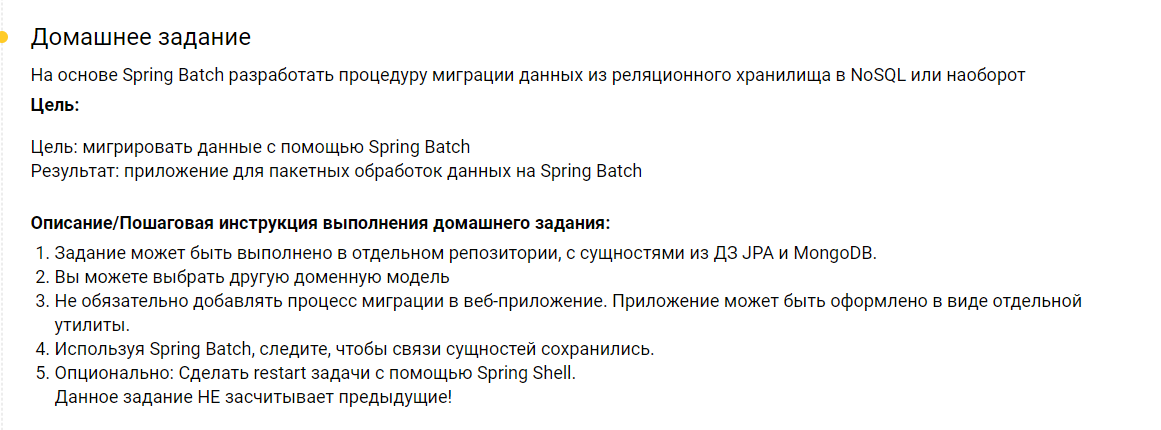 Домашнее задание
На основе Spring Batch разработать процедуру миграции данных из реляционного хранилища в NoSQL или наоборот
Цель:
Цель: мигрировать данные с помощью Spring Batch
Результат: приложение для пакетных обработок данных на Spring Batch
Описание/Пошаговая инструкция выполнения домашнего задания:
1. Задание может быть выполнено в отдельном репозитории, с сущностями из ДЗ JPA и MongoDB.
2. Вы можете выбрать другую доменную модель
3. Не обязательно добавлять процесс миграции в веб-приложение. Приложение может быть оформлено в виде отдельной
утилиты.
4. Используя Spring Batch, следите, чтобы связи сущностей сохранились.
5. Опционально: Сделать restart задачи с помощью Spring Shell.
Данное задание НЕ засчитывает предыдущие!